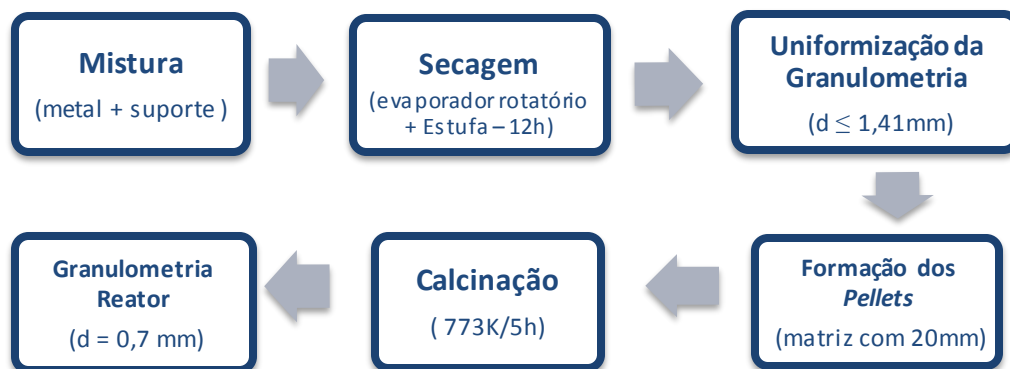 Mistura
(metal + suporte )
Secagem
(evaporador rotatório
+ Estufa – 12h)
Uniformização da
Granulometria
(d ≤ 1,41mm)
Formação dos
Pellets
(matriz com 20mm)
Calcinação
( 773K/5h)
Granulometria
Reator
(d = 0,7 mm)